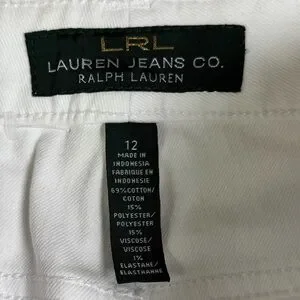 LRL
LAUREN JEANS CO.
RALPH LAUREN
12
MADE IN
INDONESIA
FABRIQUE EN
INDONESIE
69%COTTON/
COTON
15%
POLYESTER/
POLYESTER
15%
VISCOSE/
VISCOSE
1%
ELASTANE/
ELASTHANNE